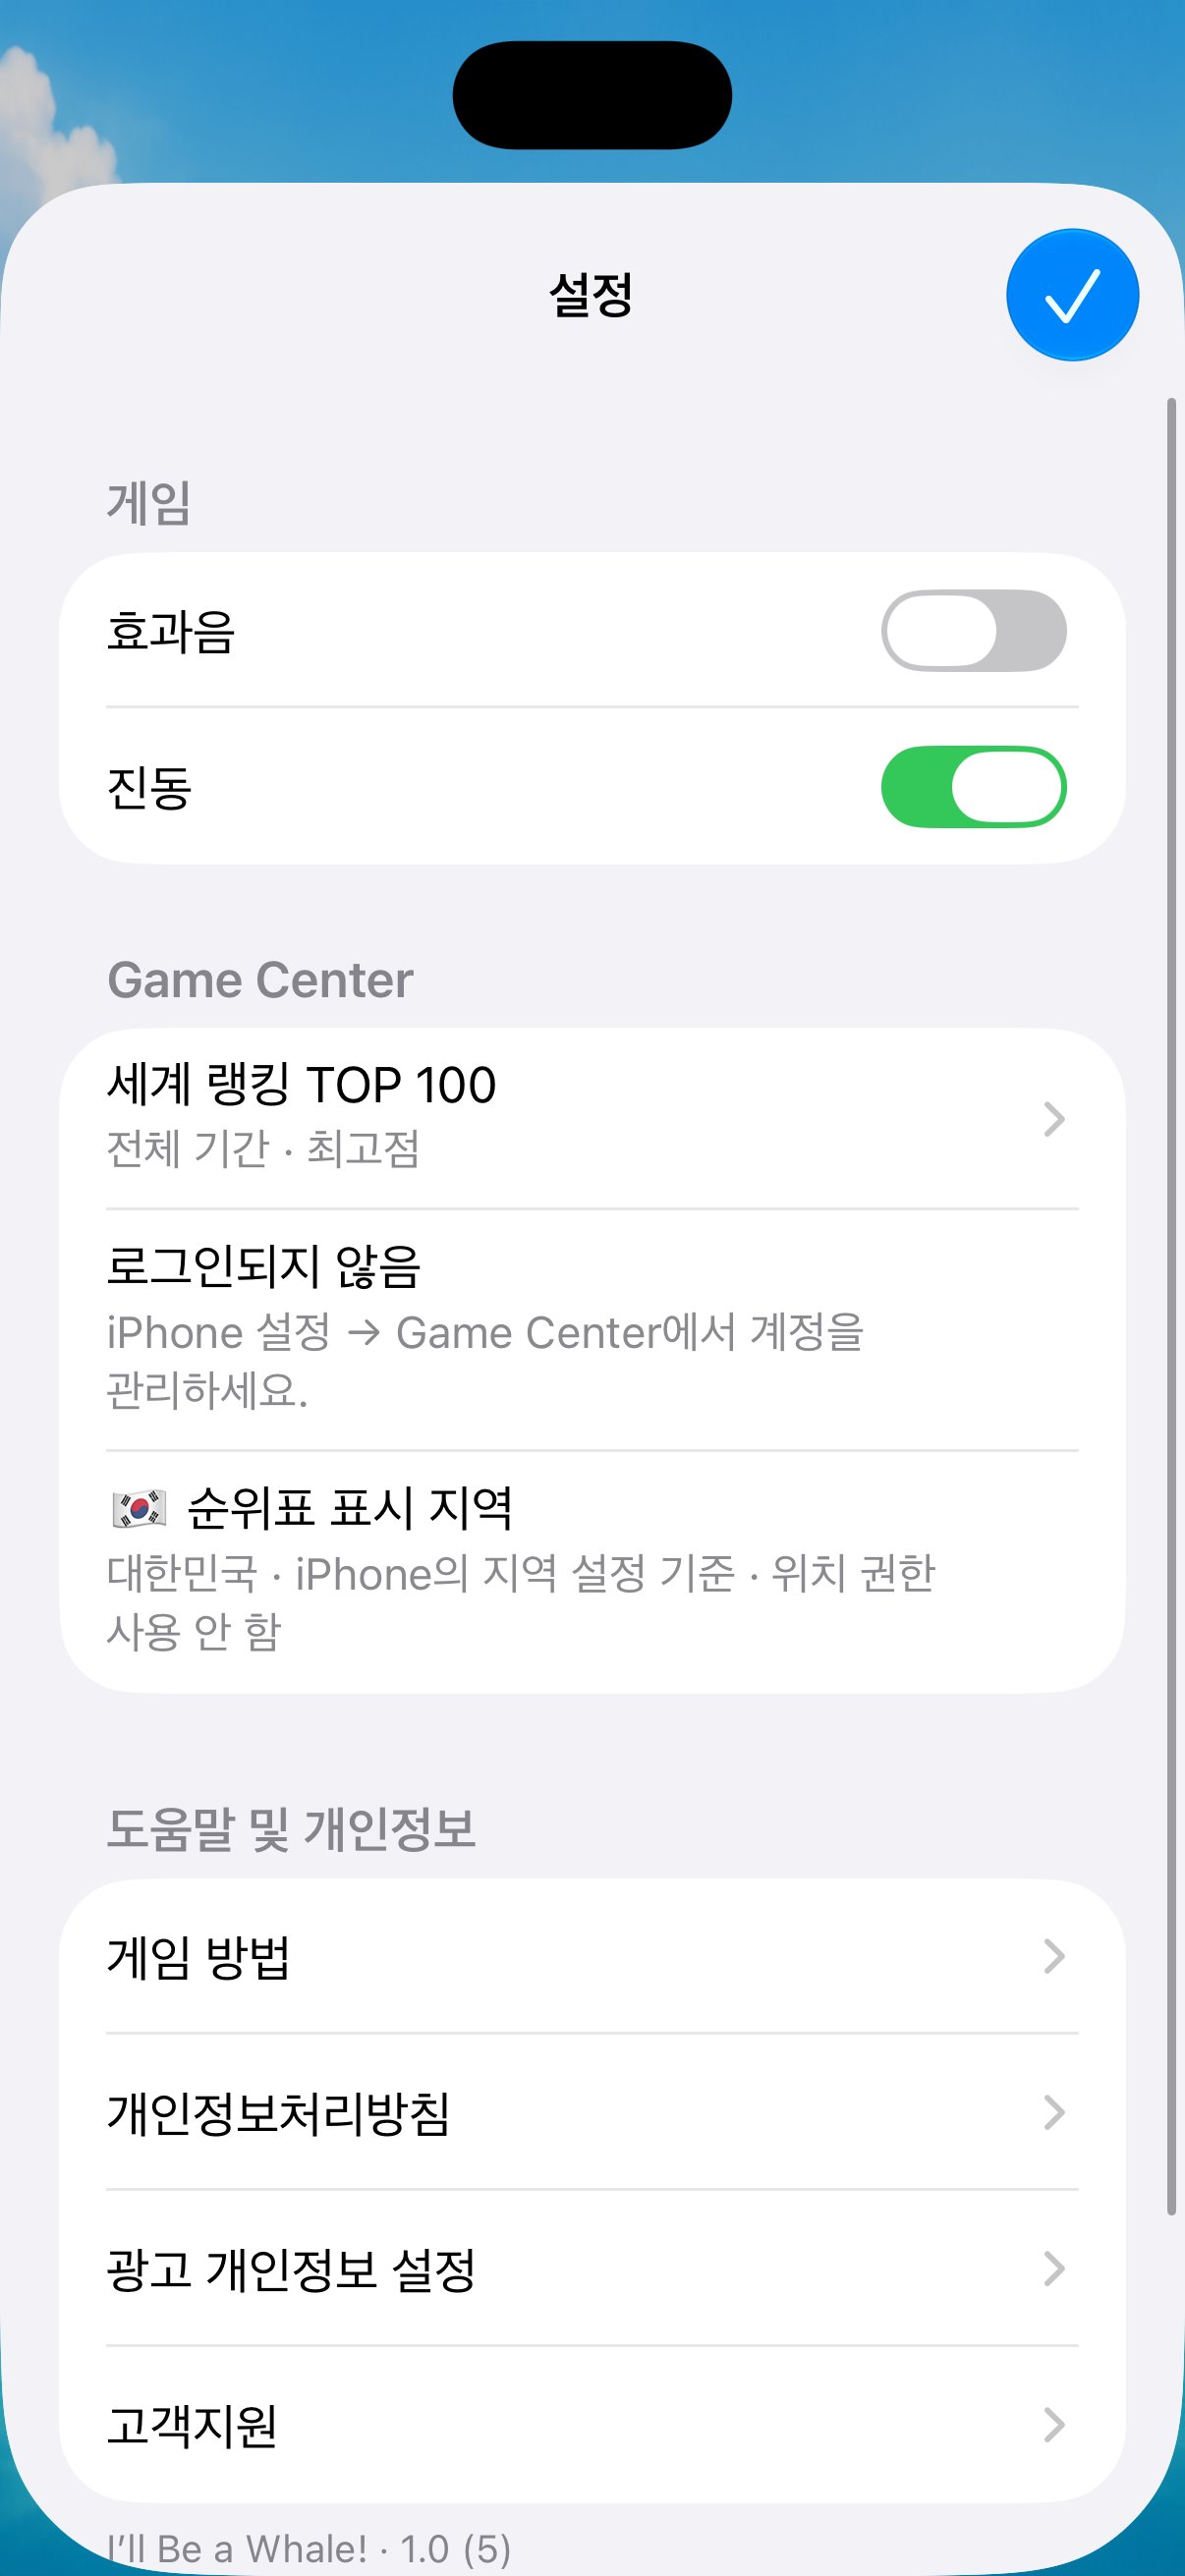 설정
게임
효과음
진동
Game Center
세계 랭킹 TOP 100
전체 기간 · 최고점
로그인되지 않음
iPhone 설정 → Game Center에서 계정을
관리하세요.
🇰🇷 순위표 표시 지역
대한민국 · iPhone의 지역 설정 기준 · 위치 권한
사용 안 함
도움말 및 개인정보
게임 방법
개인정보처리방침
광고 개인정보 설정
고객지원
I’ll Be a Whale! · 1.0 (5)